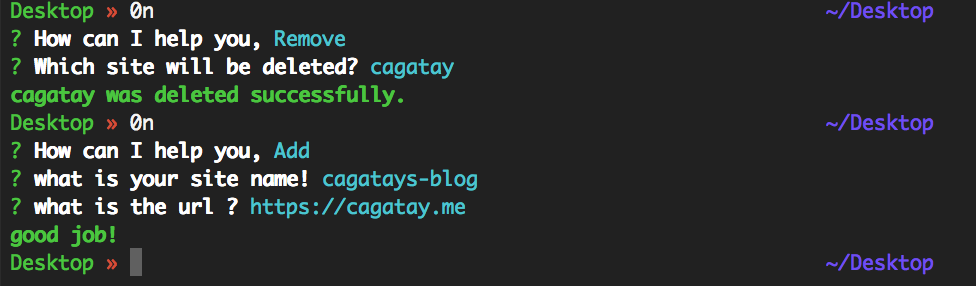 Desktop » 0n ~/Desktop
? How can I help you, Remove
? Which site will be deleted? cagatay
cagatay was deleted successfully.
Desktop » 0n ~/Desktop
? How can I help you, Add
? what is your site name! cagatays-blog
? what is the url ? https://cagatay.me
good job!
Desktop » ~/Desktop